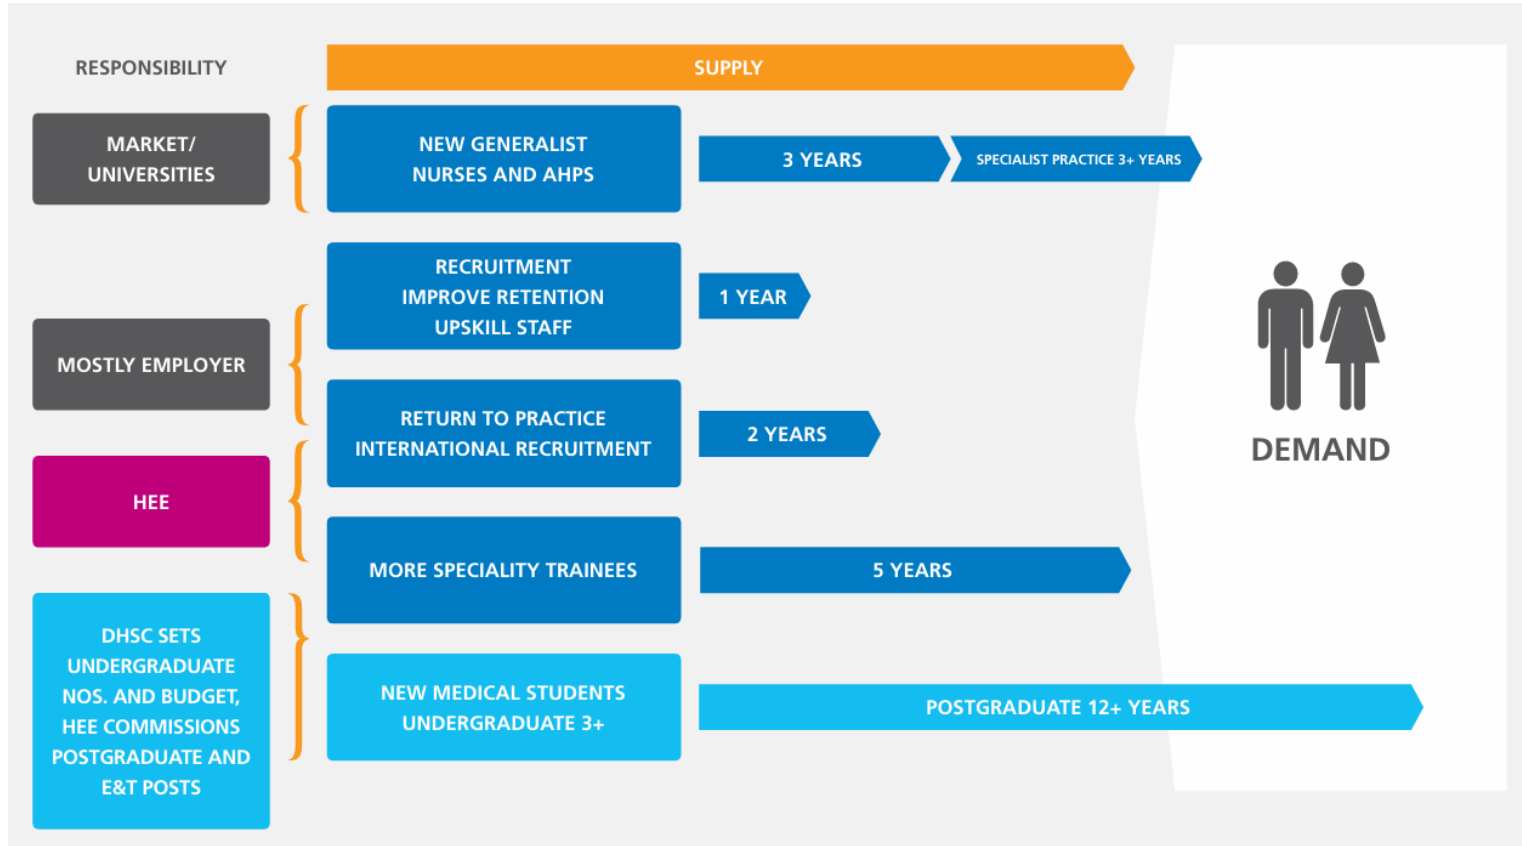 RESPONSIBILITY
SUPPLY
MARKET/
UNIVERSITIES
NEW GENERALIST
NURSES AND AHPS
3 YEARS
SPECIALIST PRACTICE 3+ YEARS
RECRUITMENT
IMPROVE RETENTION
UPSKILL STAFF
1 YEAR
MOSTLY EMPLOYER
RETURN TO PRACTICE
INTERNATIONAL RECRUITMENT
2 YEARS
DEMAND
HEE
MORE SPECIALITY TRAINEES
5 YEARS
DHSC SETS
UNDERGRADUATE
NOS. AND BUDGET,
HEE COMMISSIONS
POSTGRADUATE AND
E&T POSTS
NEW MEDICAL STUDENTS
UNDERGRADUATE 3+
POSTGRADUATE 12+ YEARS